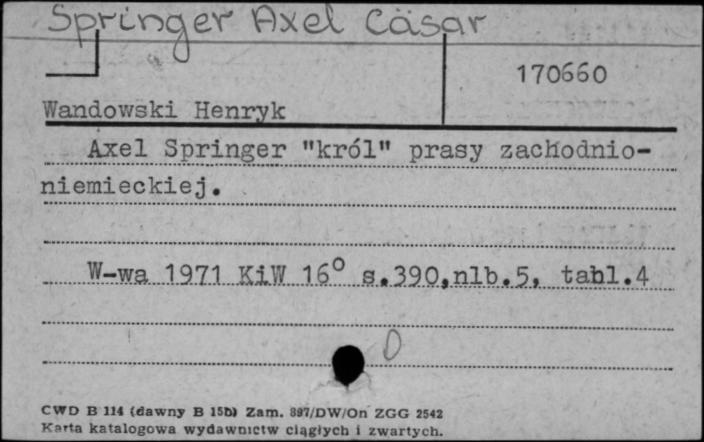 Springer Axel Cäsar
170660
Wandowski Henryk
Axel Springer "król" prasy zachodnio-
niemieckiej.
W-wa 1971 KiW 16° s.390,nlb.5, tabl.4
0
CWD B 114 (dawny B 15b) Zam. 897/DW/On ZGG 2542
Karta katalogowa wydawnictw ciągłych i zwartych.